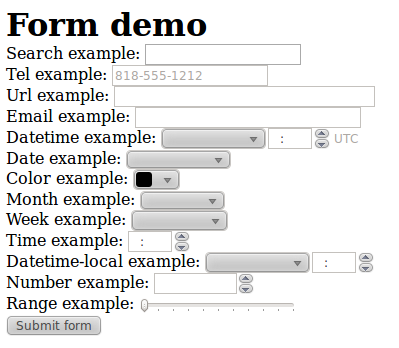 Form demo
Search example:
Tel example: 818-555-1212
Url example:
Email example:
Datetime example: : UTC
Date example:
Color example:
Month example:
Week example:
Time example: :
Datetime-local example: :
Number example:
Range example:
Submit form